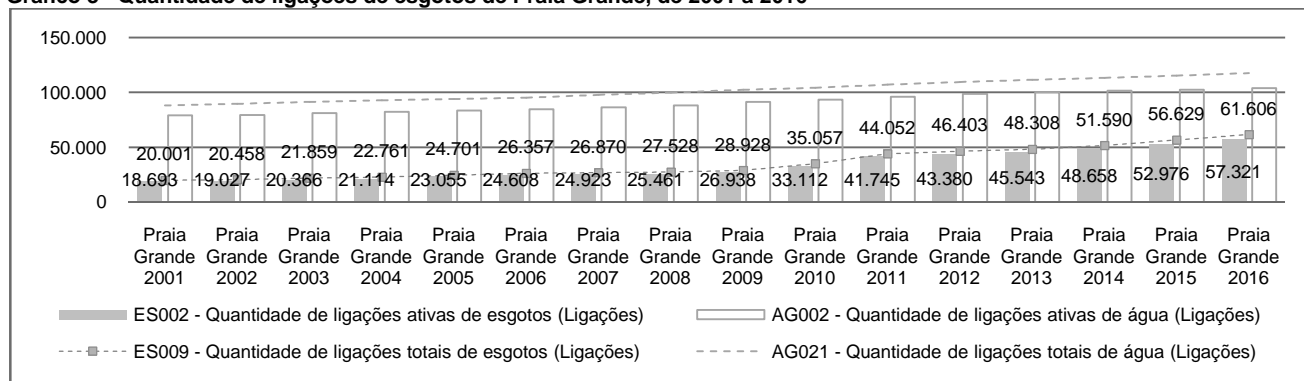 Gráfico 3 - Quantidade de ligações de esgotos de Praia Grande, de 2001 a 2016
150.000
100.000
50.000
0
20.001 20.458 21.859 22.761 24.701 26.357 26.870 27.528 28.928 35.057 44.052 46.403 48.308 51.590 56.629 61.606
18.693 19.027 20.366 21.114 23.055 24.608 24.923 25.461 26.938 33.112 41.745 43.380 45.543 48.658 52.976 57.321
Praia Praia Praia Praia Praia Praia Praia Praia Praia Praia Praia Praia Praia Praia Praia Praia
Grande Grande Grande Grande Grande Grande Grande Grande Grande Grande Grande Grande Grande Grande Grande Grande
2001 2002 2003 2004 2005 2006 2007 2008 2009 2010 2011 2012 2013 2014 2015 2016
ES002 - Quantidade de ligações ativas de esgotos (Ligações) AG002 - Quantidade de ligações ativas de água (Ligações)
ES009 - Quantidade de ligações totais de esgotos (Ligações) AG021 - Quantidade de ligações totais de água (Ligações)